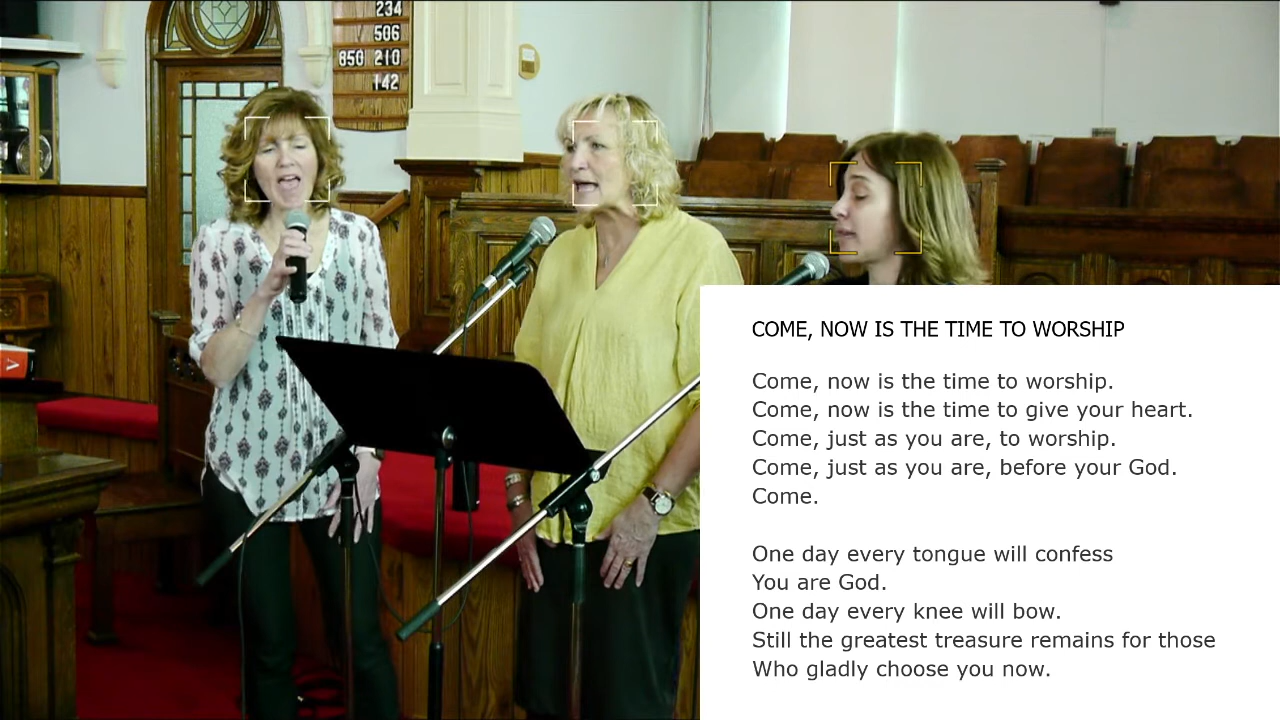 234
506
850 210
142
V
COME, NOW IS THE TIME TO WORSHIP
Come, now is the time to worship.
Come, now is the time to give your heart.
Come, just as you are, to worship.
Come, just as you are, before your God.
Come.
One day every tongue will confess
You are God.
One day every knee will bow.
Still the greatest treasure remains for those
Who gladly choose you now.